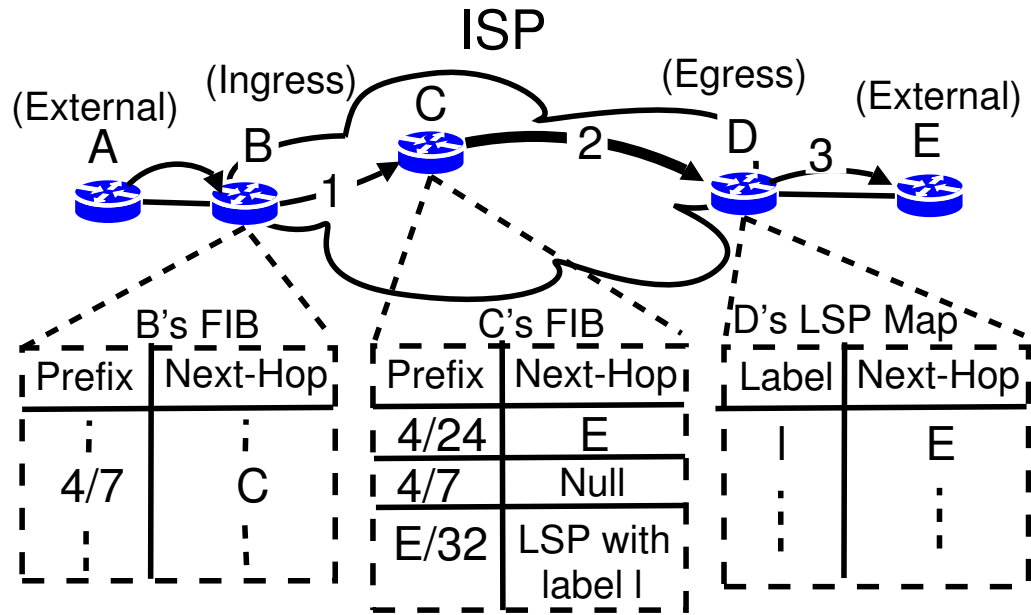 ISP
(External)
(Ingress)
(Egress)
(External)
A
B
C
D
E
1
2
3
B's FIB
Prefix Next-Hop
4/7 C
C's FIB
Prefix Next-Hop
4/24 E
4/7 Null
E/32 LSP with
label l
D's LSP Map
Label Next-Hop
l E